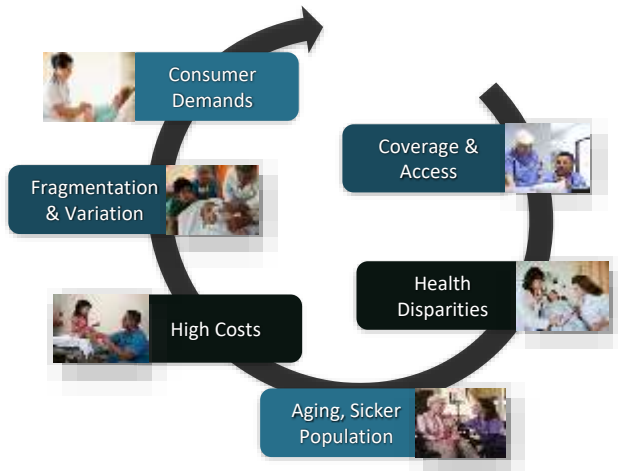 Consumer
Demands
Coverage &
Access
Fragmentation
& Variation
Health
Disparities
High Costs
Aging, Sicker
Population